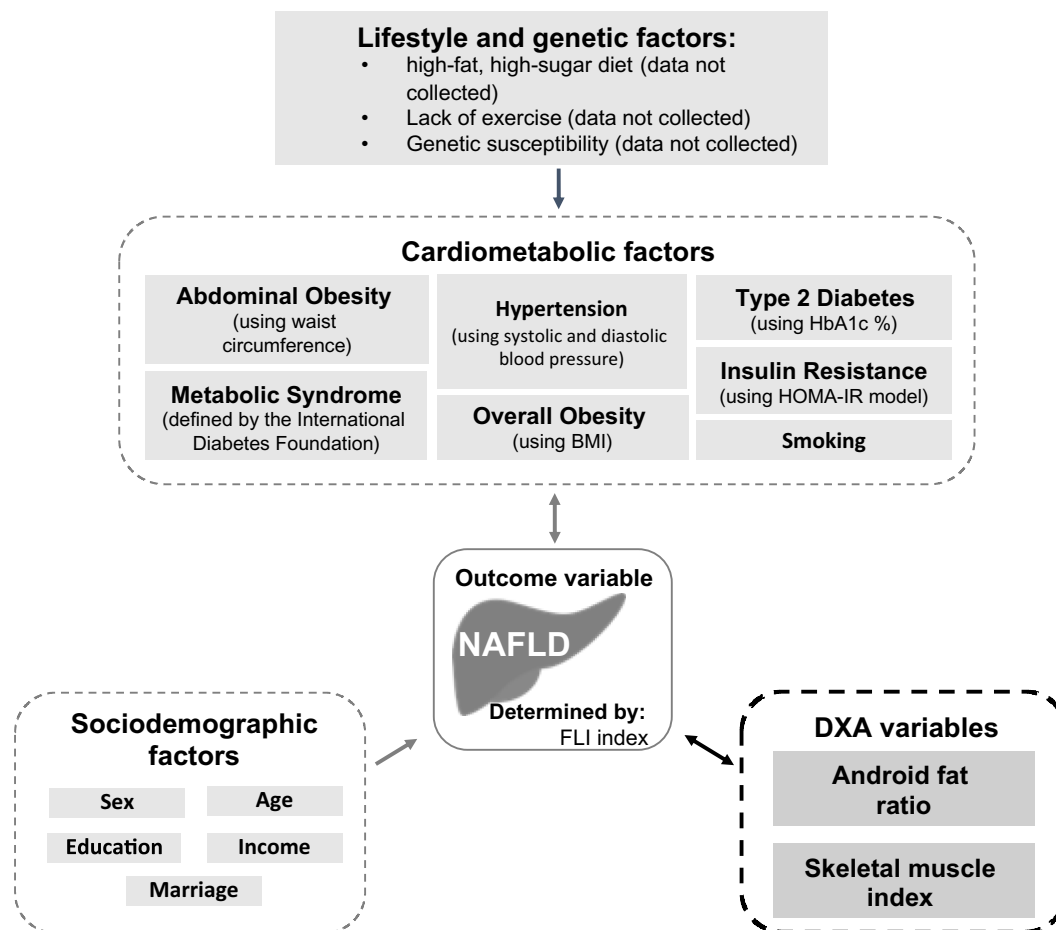 Lifestyle and genetic factors:
• high-fat, high-sugar diet (data not
collected)
• Lack of exercise (data not collected)
• Genetic susceptibility (data not collected)
Cardiometabolic factors
Abdominal Obesity
(using waist
circumference)
Metabolic Syndrome
(defined by the International
Diabetes Foundation)
Hypertension
(using systolic and diastolic
blood pressure)
Overall Obesity
(using BMI)
Type 2 Diabetes
(using HbA1c %)
Insulin Resistance
(using HOMA-IR model)
Smoking
Outcome variable
NAFLD
Determined by:
FLI index
Sociodemographic
factors
Sex
Age
Education
Income
Marriage
DXA variables
Android fat
ratio
Skeletal muscle
index